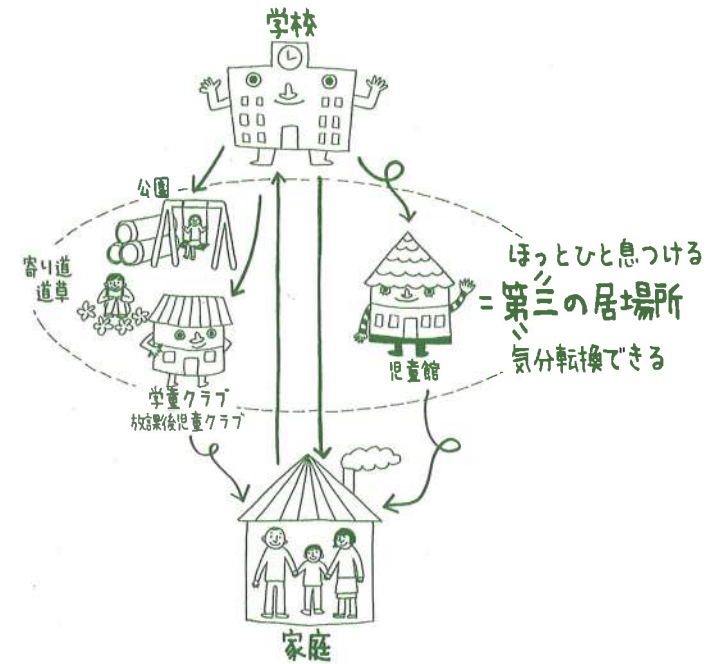 学校
公園
寄り道
道草
ほっとひと息つける
=第三の居場所
気分転換できる
児童館
学童クラブ
放課後児童クラブ
家庭